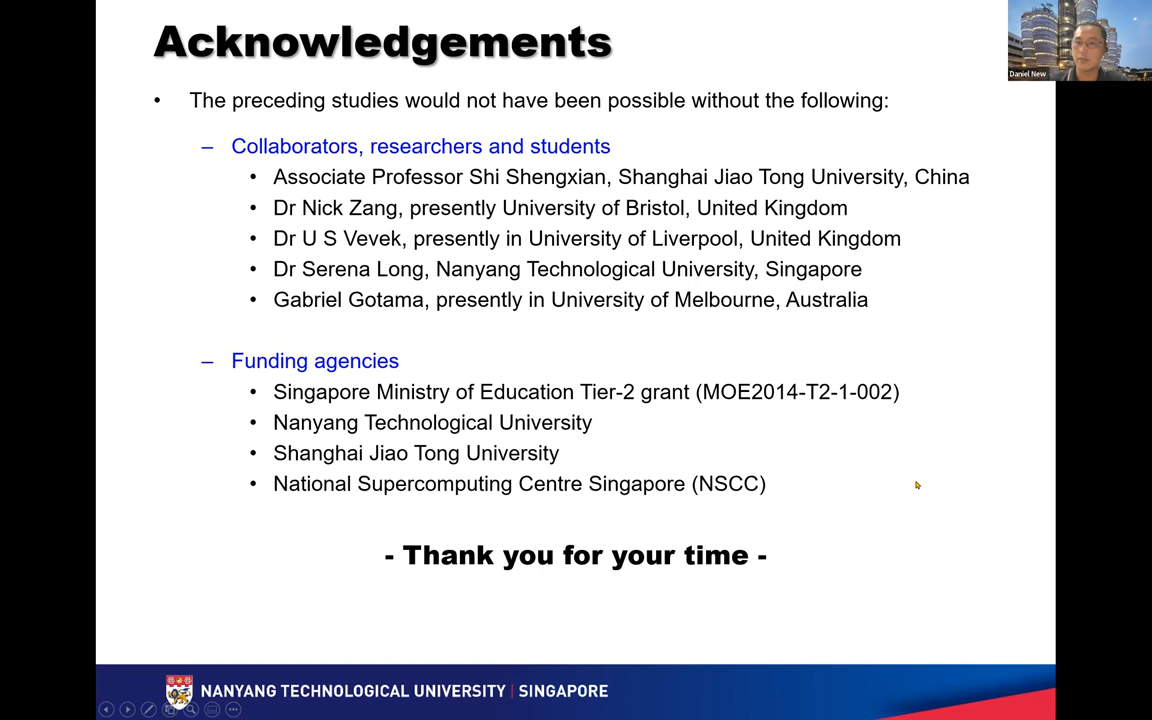 Acknowledgements
Daniel New
• The preceding studies would not have been possible without the following:
– Collaborators, researchers and students
• Associate Professor Shi Shengxian, Shanghai Jiao Tong University, China
• Dr Nick Zang, presently University of Bristol, United Kingdom
• Dr U S Vevek, presently in University of Liverpool, United Kingdom
• Dr Serena Long, Nanyang Technological University, Singapore
• Gabriel Gotama, presently in University of Melbourne, Australia
– Funding agencies
• Singapore Ministry of Education Tier-2 grant (MOE2014-T2-1-002)
• Nanyang Technological University
• Shanghai Jiao Tong University
• National Supercomputing Centre Singapore (NSCC)
- Thank you for your time -
NANYANG TECHNOLOGICAL UNIVERSITY | SINGAPORE